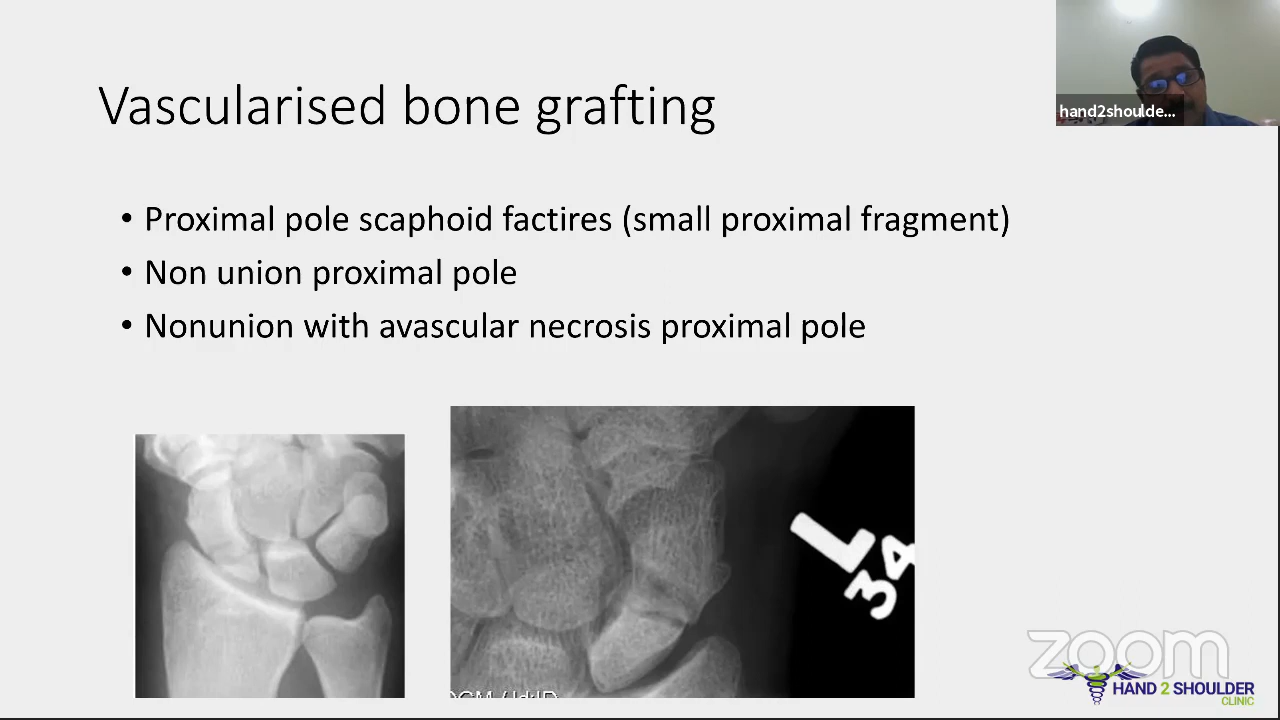 Vascularised bone grafting
hand2shoulde...
• Proximal pole scaphoid factires (small proximal fragment)
• Non union proximal pole
• Nonunion with avascular necrosis proximal pole
L
34
zoom
HAND 2 SHOULDER
CLINIC